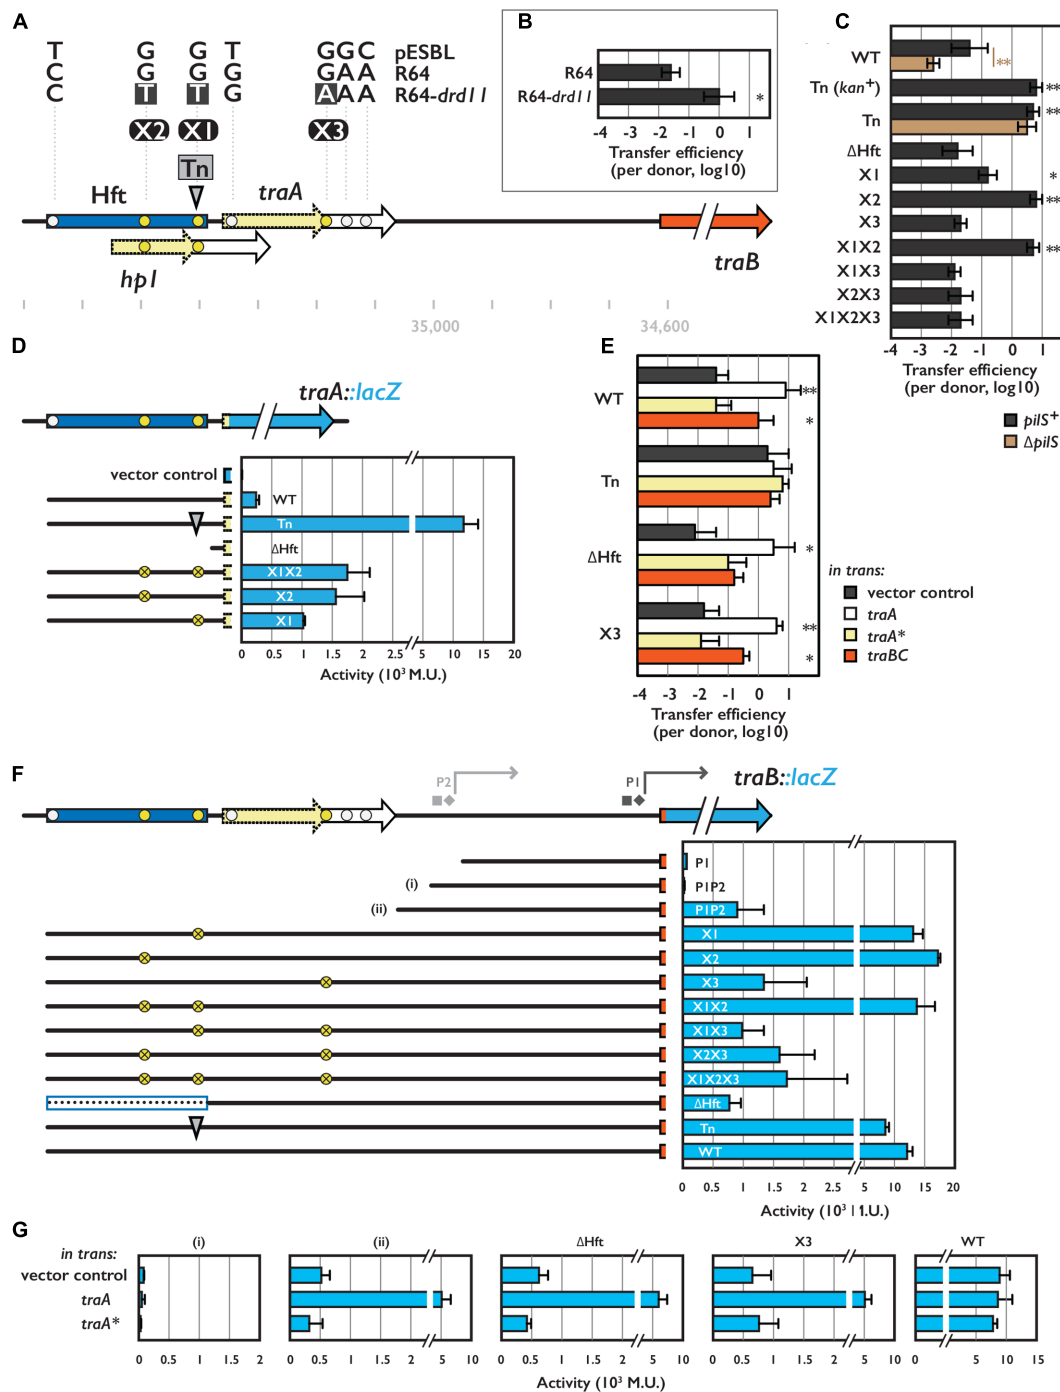 A
T G G T GGC pESBL
C G G G GAA R64
C T T G AAA R64-drd11
X2 X1 X3
Tn
Hft traA
hp1
traB
35,000 34,600
B
R64
R64-drd11
*
-4 -3 -2 -1 0 1
Transfer efficiency
(per donor, log10)
C
WT **
Tn (kan+) **
Tn **
ΔHft
X1 *
X2 **
X3
X1X2 **
X1X3
X2X3
X1X2X3
-4 -3 -2 -1 0 1
Transfer efficiency
(per donor, log10)
pilS+
ΔpilS
D
traA::lacZ
vector control
WT
Tn
ΔHft
X1X2
X2
X1
0 0.5 1 1.5 2 2.5 10 15 20
Activity (10³ M.U.)
E
WT
**
*
Tn
ΔHft
*
X3
**
*
-4 -3 -2 -1 0 1
Transfer efficiency
(per donor, log10)
in trans:
vector control
traA
traA*
traBC
F
P2 P1
traB::lacZ
P1
(i) P1P2
(ii) P1P2
X1
X2
X3
X1X2
X1X3
X2X3
X1X2X3
ΔHft
Tn
WT
0 0.5 1 1.5 2 2.5 5 10 15 20
Activity (10³
G
in trans:
(i) (ii) ΔHft X3 WT
vector control
traA
traA*
0 0.5 1 1.5 2
0 0.5 1 1.5 2 5 10
0 0.5 1 1.5 2 5 10
0 0.5 1 1.5 2 5 10
0 5 10 15
Activity (10³ M.U.)